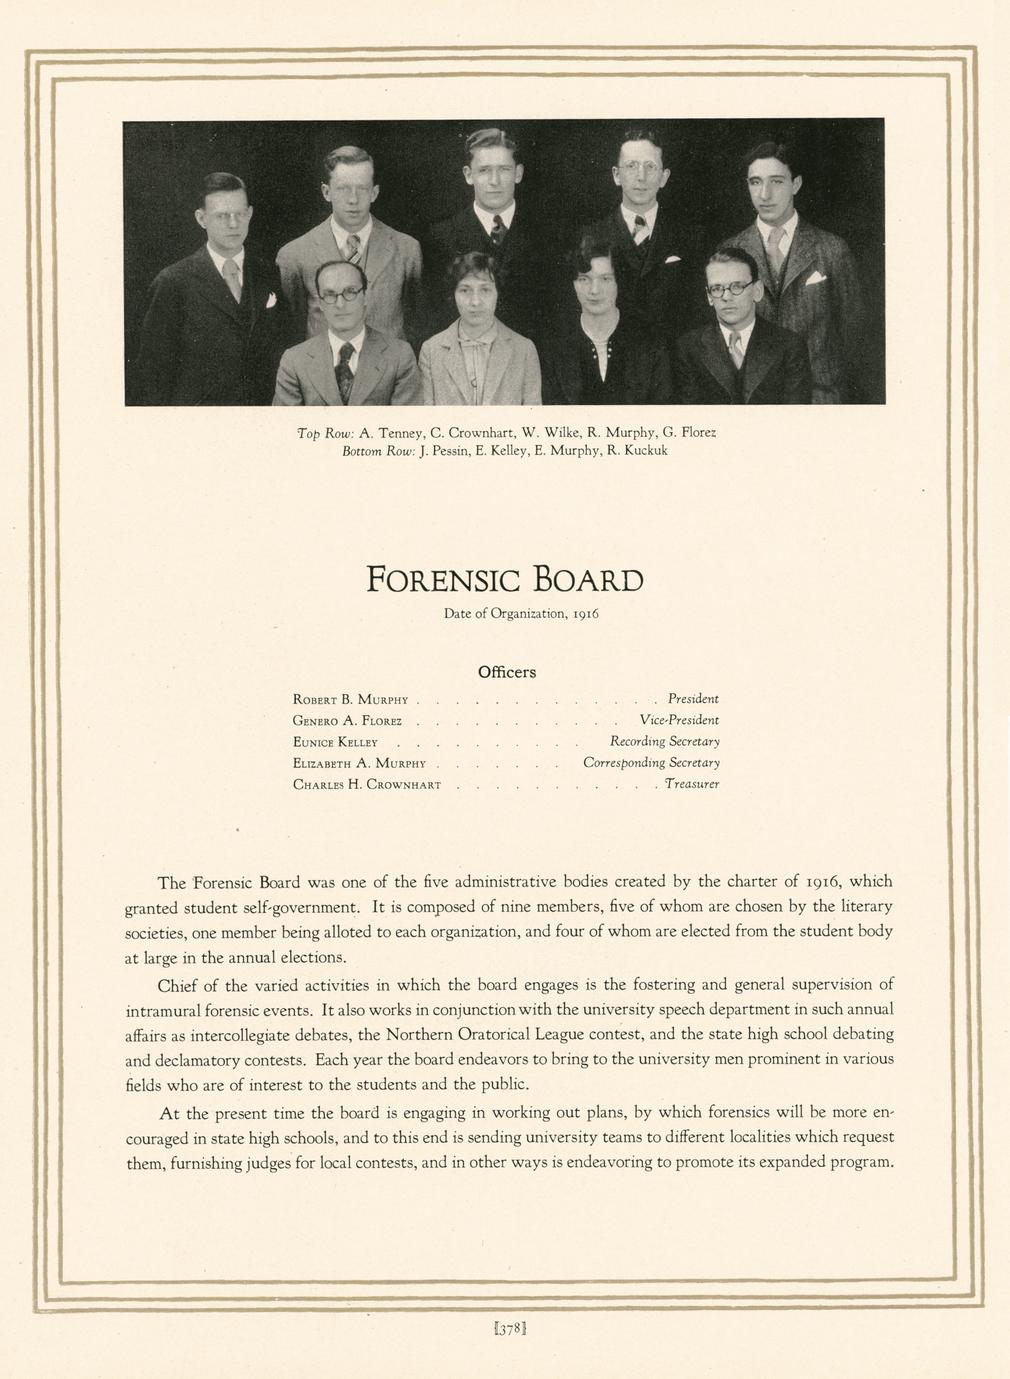 Top Row: A. Tenney, C. Crownhart, W. Wilke, R. Murphy, G. Florez
Bottom Row: J. Pessin, E. Kelley, E. Murphy, R. Kuckuk
FORENSIC BOARD
Date of Organization, 1916
Officers
ROBERT B. MURPHY . . . . . . . . . . . . . President
GENERO A. FLOREZ . . . . . . . . . . . Vice-President
EUNICE KELLEY . . . . . . . . . . Recording Secretary
ELIZABETH A. MURPHY . . . . . . . Corresponding Secretary
CHARLES H. CROWNHART . . . . . . . . . . . Treasurer
The Forensic Board was one of the five administrative bodies created by the charter of 1916, which
granted student self-government. It is composed of nine members, five of whom are chosen by the literary
societies, one member being alloted to each organization, and four of whom are elected from the student body
at large in the annual elections.
Chief of the varied activities in which the board engages is the fostering and general supervision of
intramural forensic events. It also works in conjunction with the university speech department in such annual
affairs as intercollegiate debates, the Northern Oratorical League contest, and the state high school debating
and declamatory contests. Each year the board endeavors to bring to the university men prominent in various
fields who are of interest to the students and the public.
At the present time the board is engaging in working out plans, by which forensics will be more en-
couraged in state high schools, and to this end is sending university teams to different localities which request
them, furnishing judges for local contests, and in other ways is endeavoring to promote its expanded program.
⟦378⟧